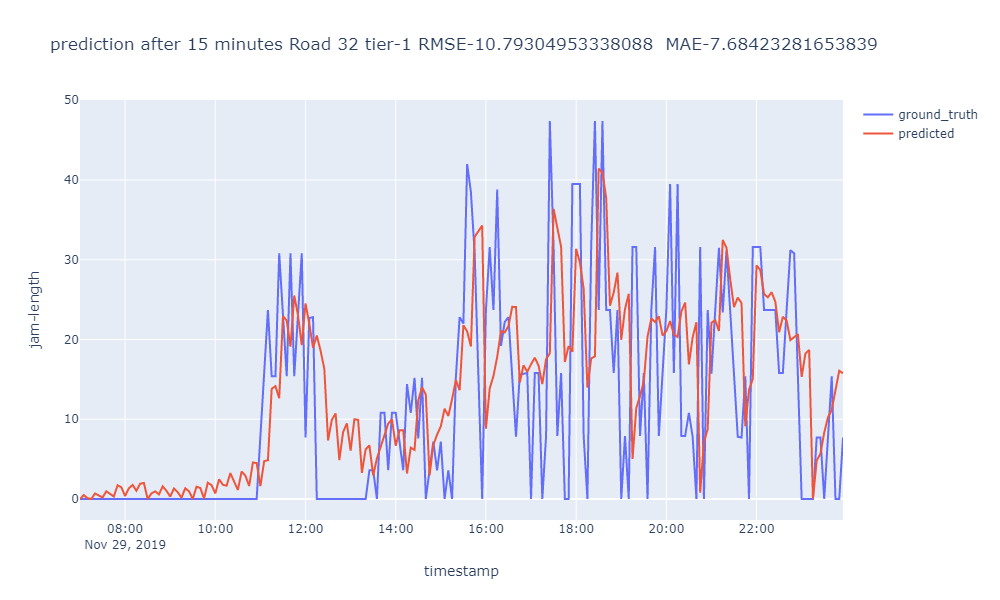 prediction after 15 minutes Road 32 tier-1 RMSE-10.79304953338088  MAE-7.68423281653839
50
40
30
20
10
0
jam-length
08:00
10:00
12:00
14:00
16:00
18:00
20:00
22:00
Nov 29, 2019
timestamp
ground_truth
predicted